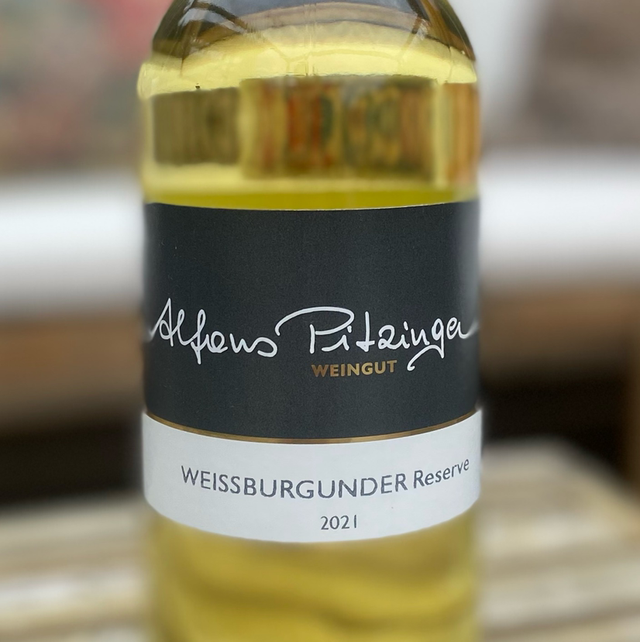 Alfons Pitzinger
WEINGUT
WEISSBURGUNDER Reserve
2021